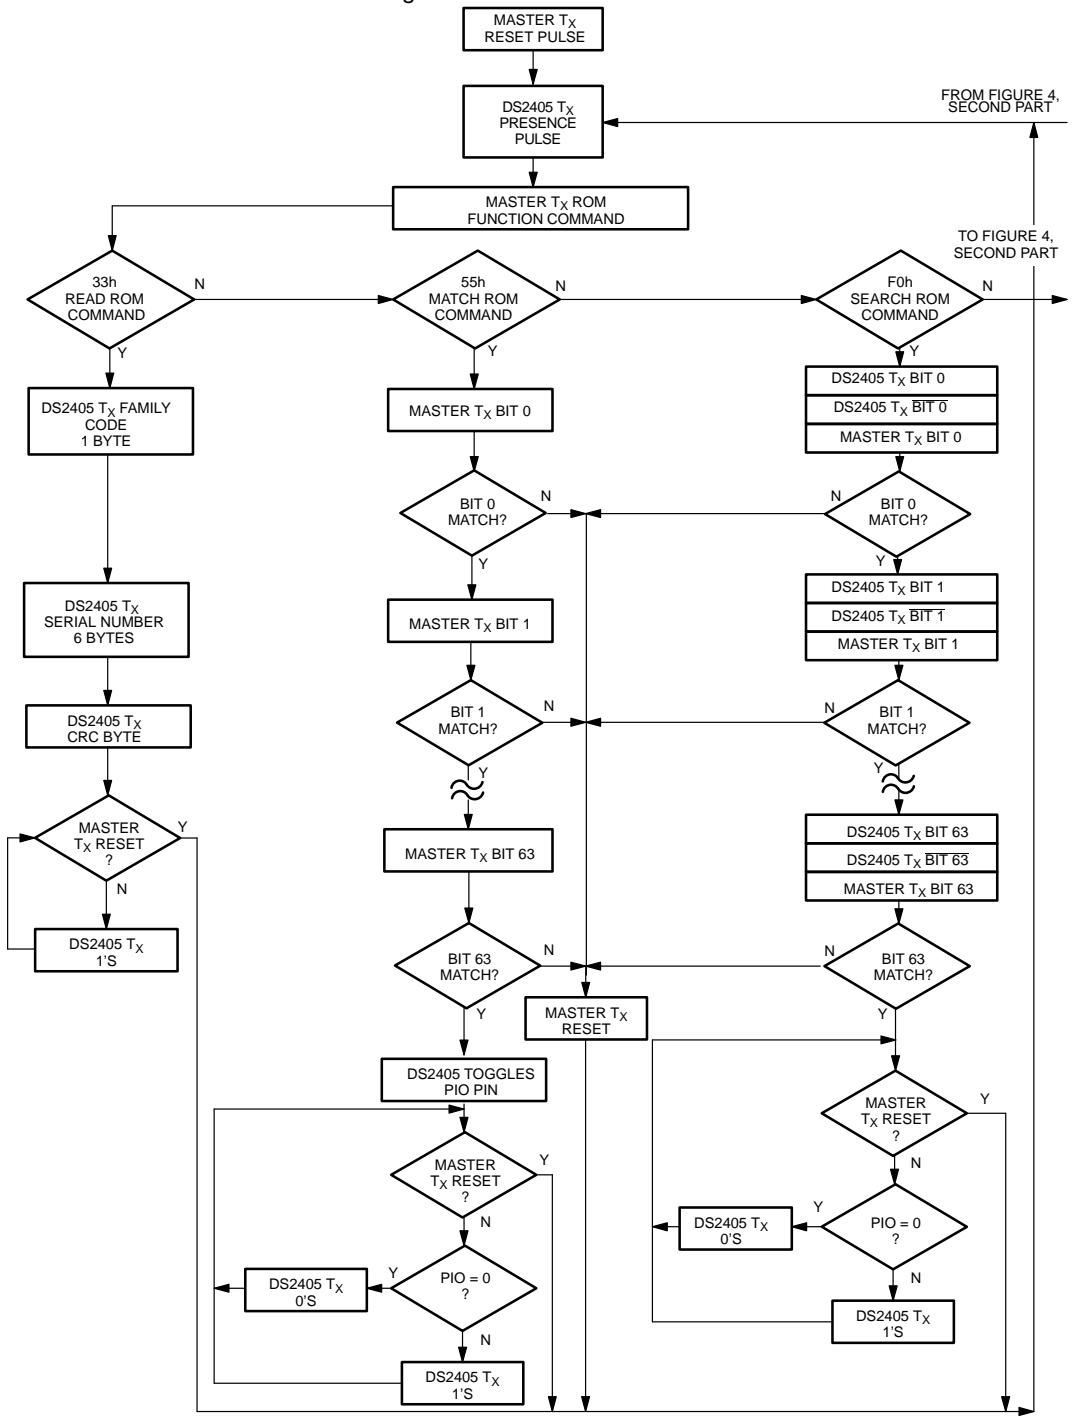 MASTER TX
RESET PULSE
DS2405 TX
PRESENCE
PULSE
FROM FIGURE 4,
SECOND PART
MASTER TX ROM
FUNCTION COMMAND
TO FIGURE 4,
SECOND PART
33h
READ ROM
COMMAND
N
Y
55h
MATCH ROM
COMMAND
N
Y
F0h
SEARCH ROM
COMMAND
N
Y
DS2405 TX FAMILY
CODE
1 BYTE
DS2405 TX
SERIAL NUMBER
6 BYTES
DS2405 TX
CRC BYTE
MASTER
TX RESET
?
Y
N
DS2405 TX
1'S
MASTER TX BIT 0
BIT 0
MATCH?
N
Y
MASTER TX BIT 1
BIT 1
MATCH?
N
Y
MASTER TX BIT 63
BIT 63
MATCH?
N
Y
DS2405 TOGGLES
PIO PIN
MASTER
TX RESET
?
Y
N
PIO = 0
?
Y
N
DS2405 TX
0'S
DS2405 TX
1'S
MASTER TX
RESET
DS2405 TX BIT 0
DS2405 TX BIT 0
MASTER TX BIT 0
BIT 0
MATCH?
N
Y
DS2405 TX BIT 1
DS2405 TX BIT 1
MASTER TX BIT 1
BIT 1
MATCH?
N
Y
DS2405 TX BIT 63
DS2405 TX BIT 63
MASTER TX BIT 63
BIT 63
MATCH?
N
Y
MASTER
TX RESET
?
Y
N
PIO = 0
?
Y
N
DS2405 TX
0'S
DS2405 TX
1'S